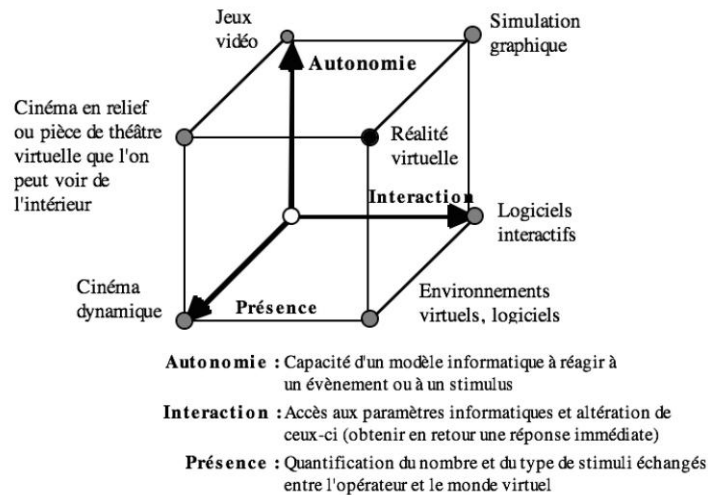 Jeux
vidéo
Simulation
graphique
Autonomie
Cinéma en relief
ou pièce de théâtre
virtuelle que l'on
peut voir de
l'intérieur
Réalité
virtuelle
Interaction
Logiciels
interactifs
Cinéma
dynamique
Présence
Environnements
virtuels, logiciels
Autonomie : Capacité d'un modèle informatique à réagir à
un évènement ou à un stimulus
Interaction : Accès aux paramètres informatiques et altération de
ceux-ci (obtenir en retour une réponse immédiate)
Présence : Quantification du nombre et du type de stimuli échangés
entre l'opérateur et le monde virtuel